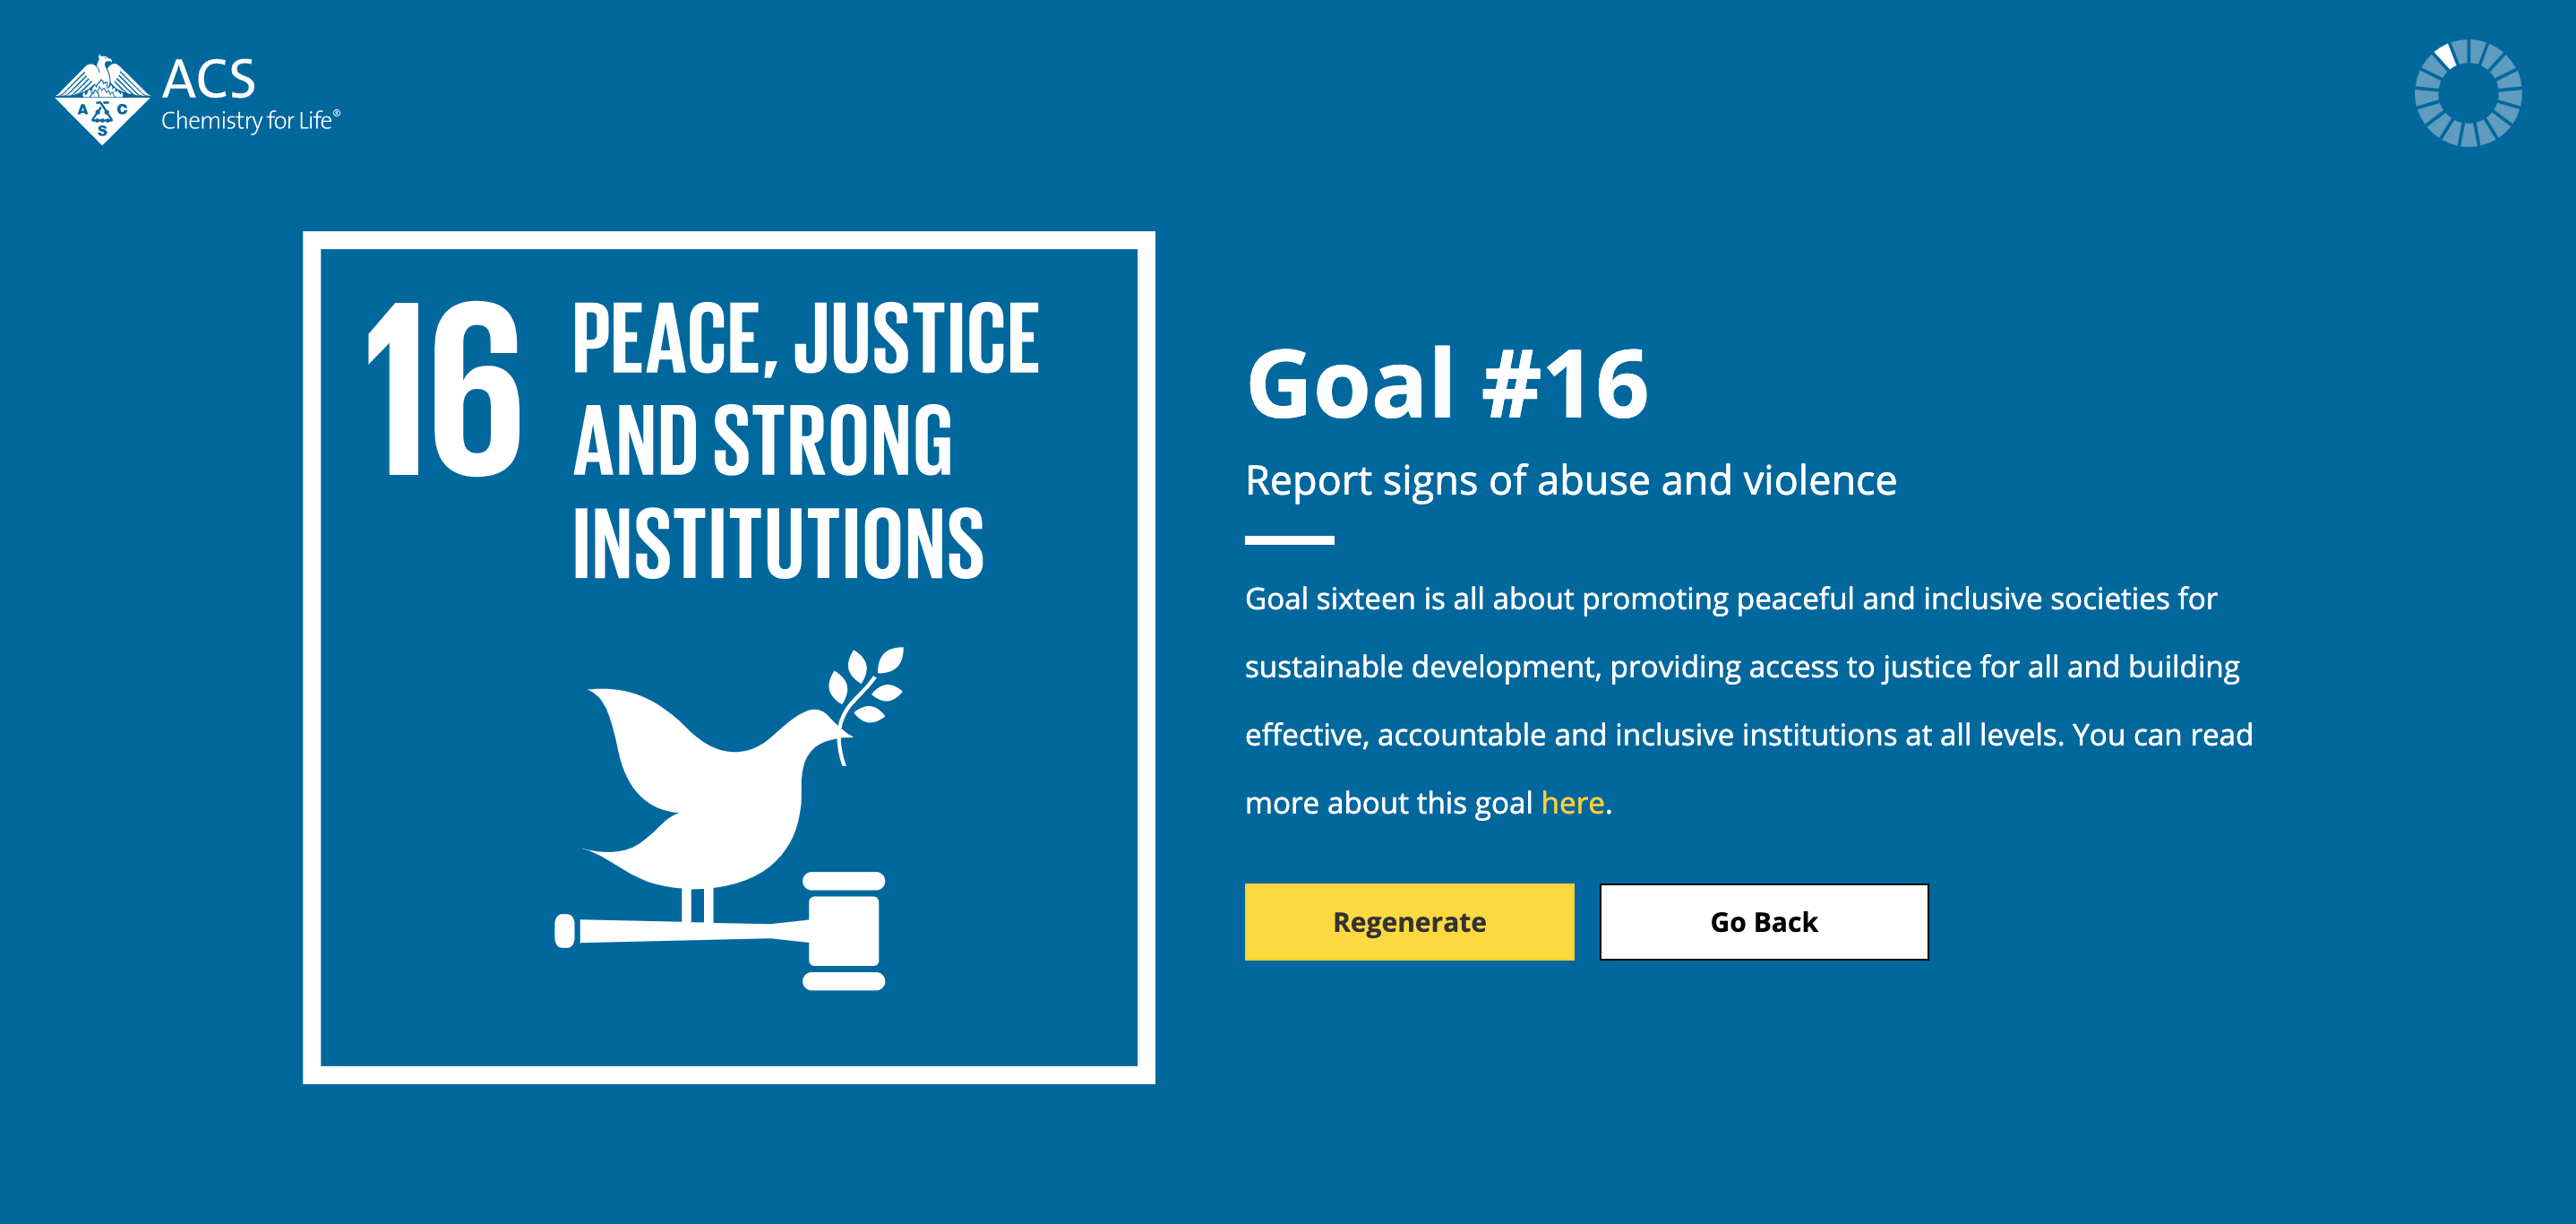 ACS
Chemistry for Life®
A C
S
16 PEACE, JUSTICE
AND STRONG
INSTITUTIONS
Goal #16
Report signs of abuse and violence
Goal sixteen is all about promoting peaceful and inclusive societies for
sustainable development, providing access to justice for all and building
effective, accountable and inclusive institutions at all levels. You can read
more about this goal here.
Regenerate
Go Back